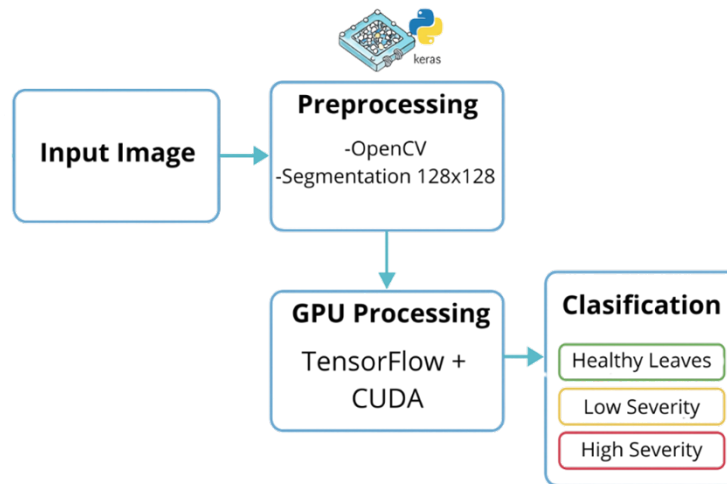 keras
Input Image
Preprocessing
-OpenCV
-Segmentation 128x128
GPU Processing
TensorFlow +
CUDA
Clasification
Healthy Leaves
Low Severity
High Severity